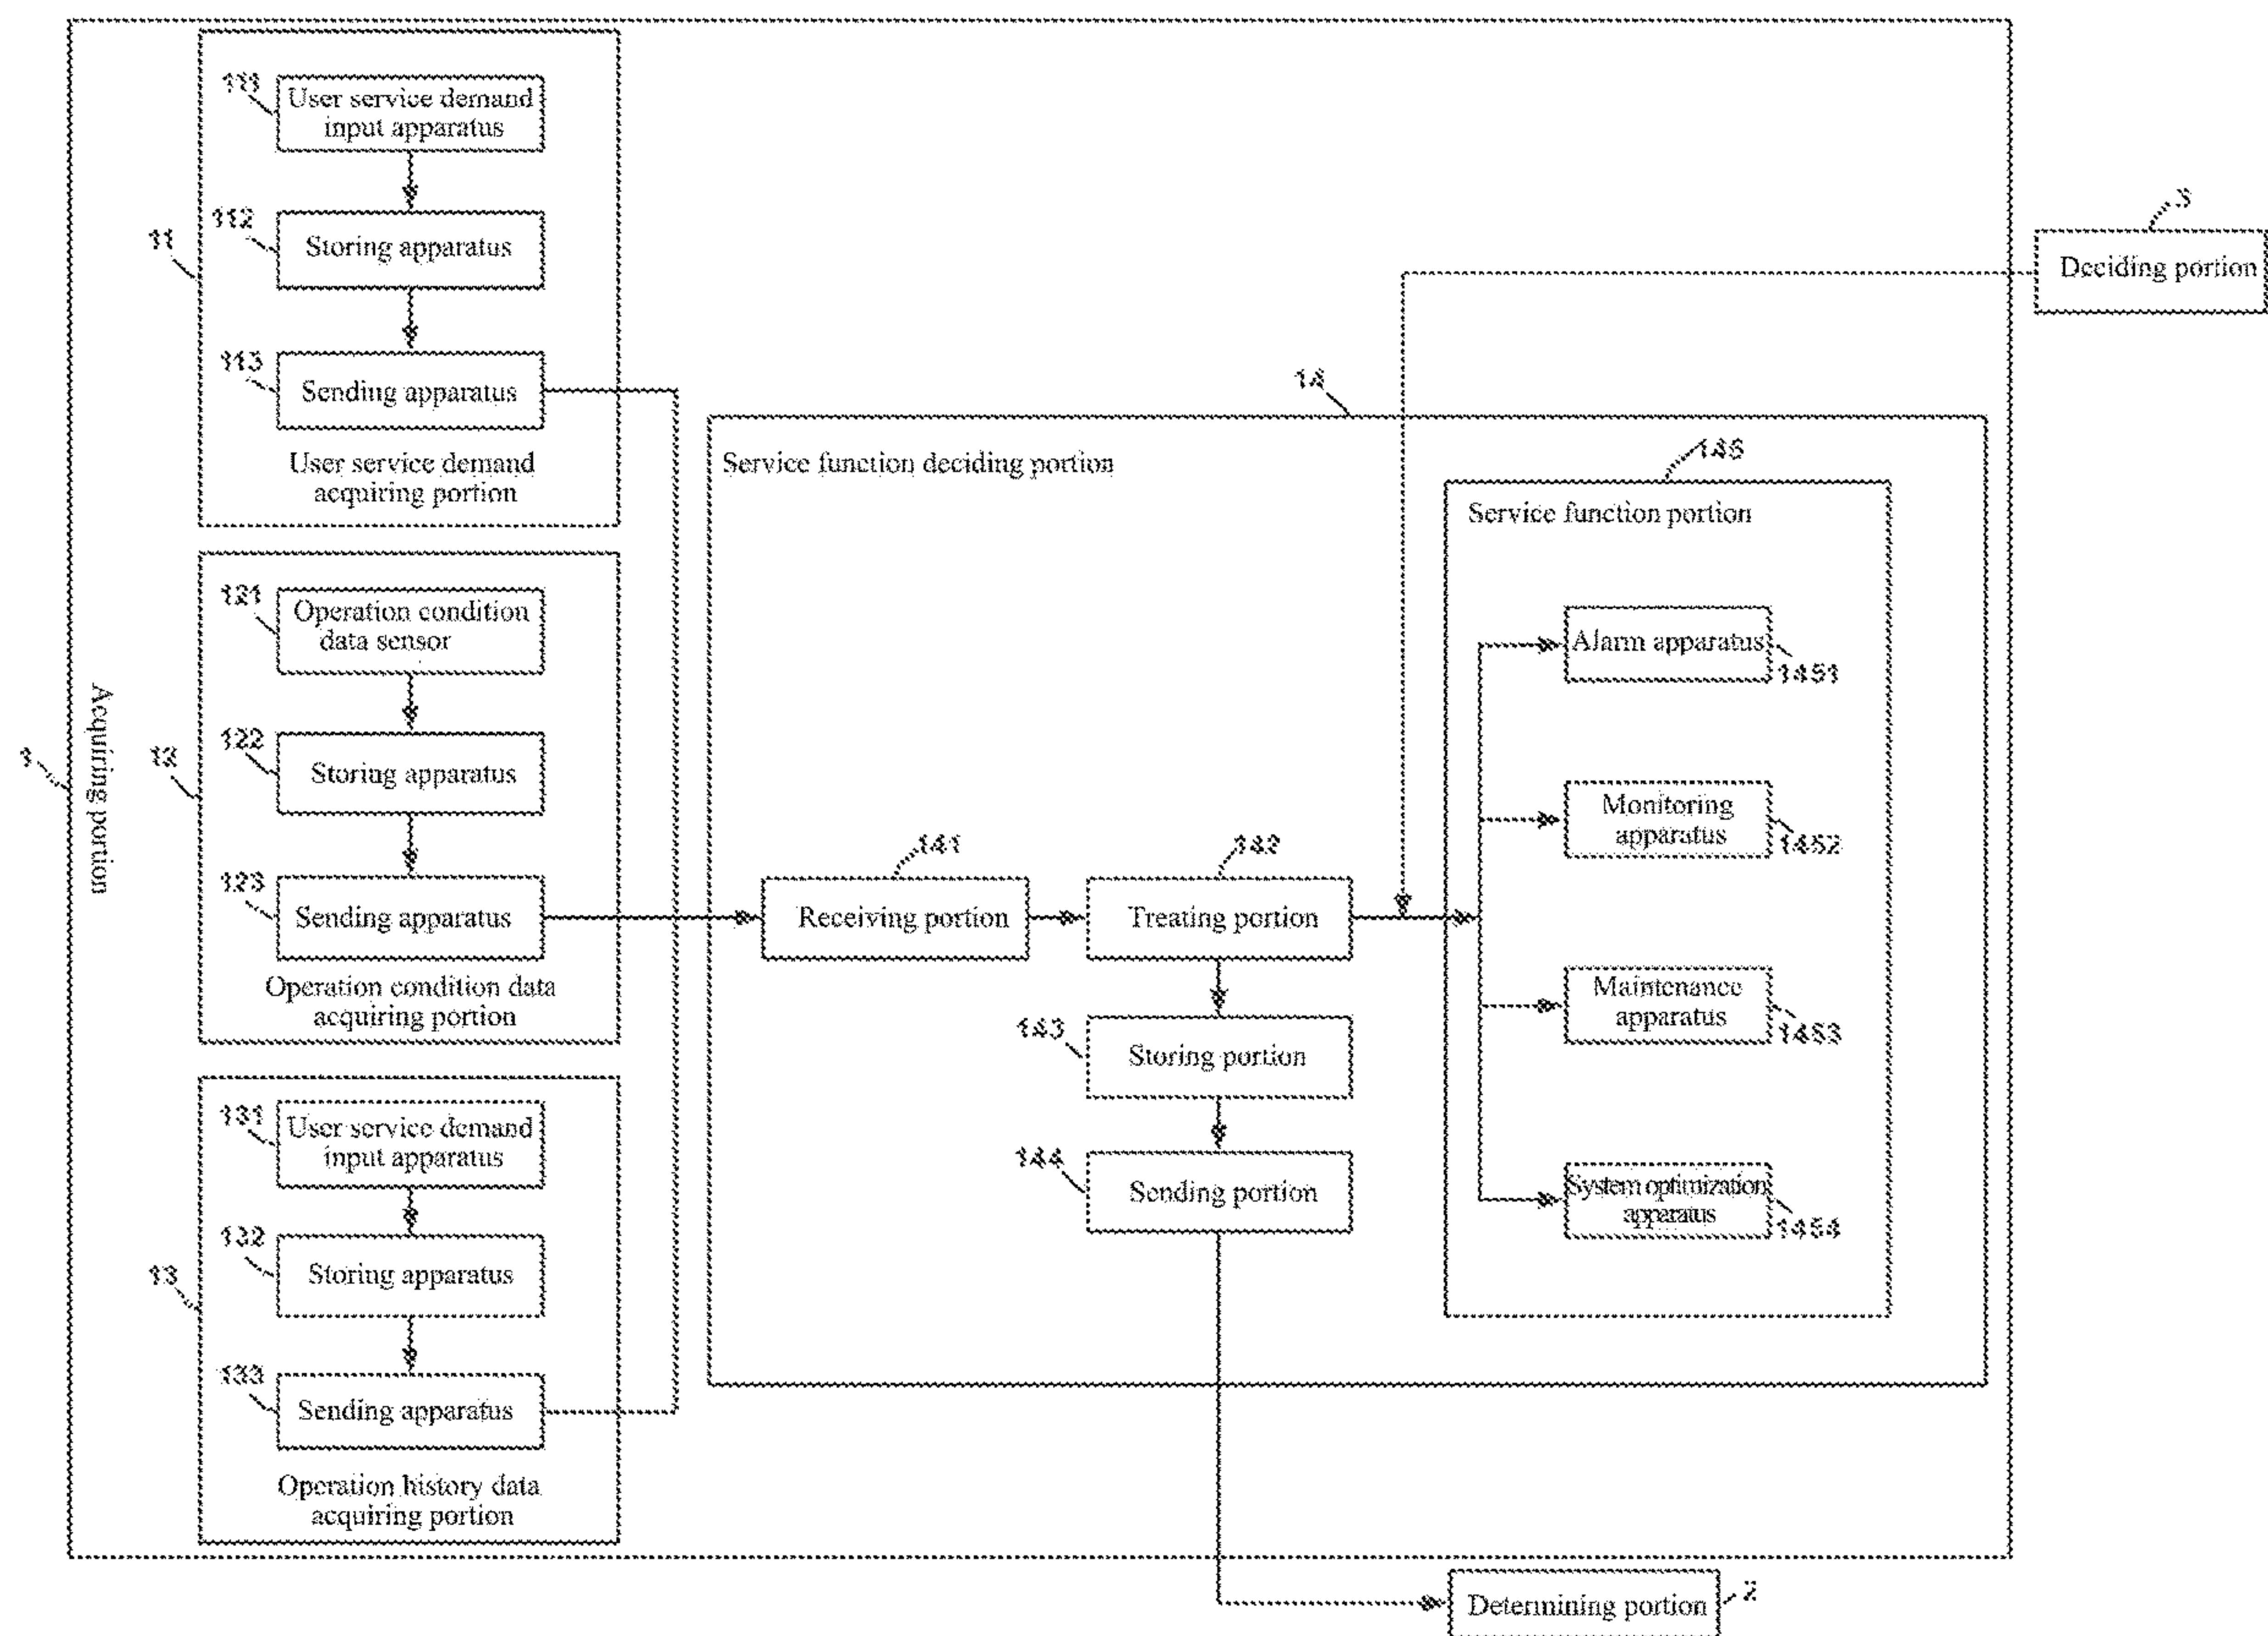 111
User service demand
input apparatus
112
Storing apparatus
11
113
Sending apparatus
User service demand
acquiring portion
121
Operation condition
data sensor
122
Storing apparatus
12
123
Sending apparatus
Operation condition data
acquiring portion
131
User service demand
input apparatus
132
Storing apparatus
13
133
Sending apparatus
Operation history data
acquiring portion
1
Acquiring portion
14
Service function deciding portion
141
Receiving portion
142
Treating portion
143
Storing portion
144
Sending portion
145
Service function portion
Alarm apparatus
1451
Monitoring
apparatus
1452
Maintenance
apparatus
1453
System optimization
apparatus
1454
3
Deciding portion
Determining portion
2